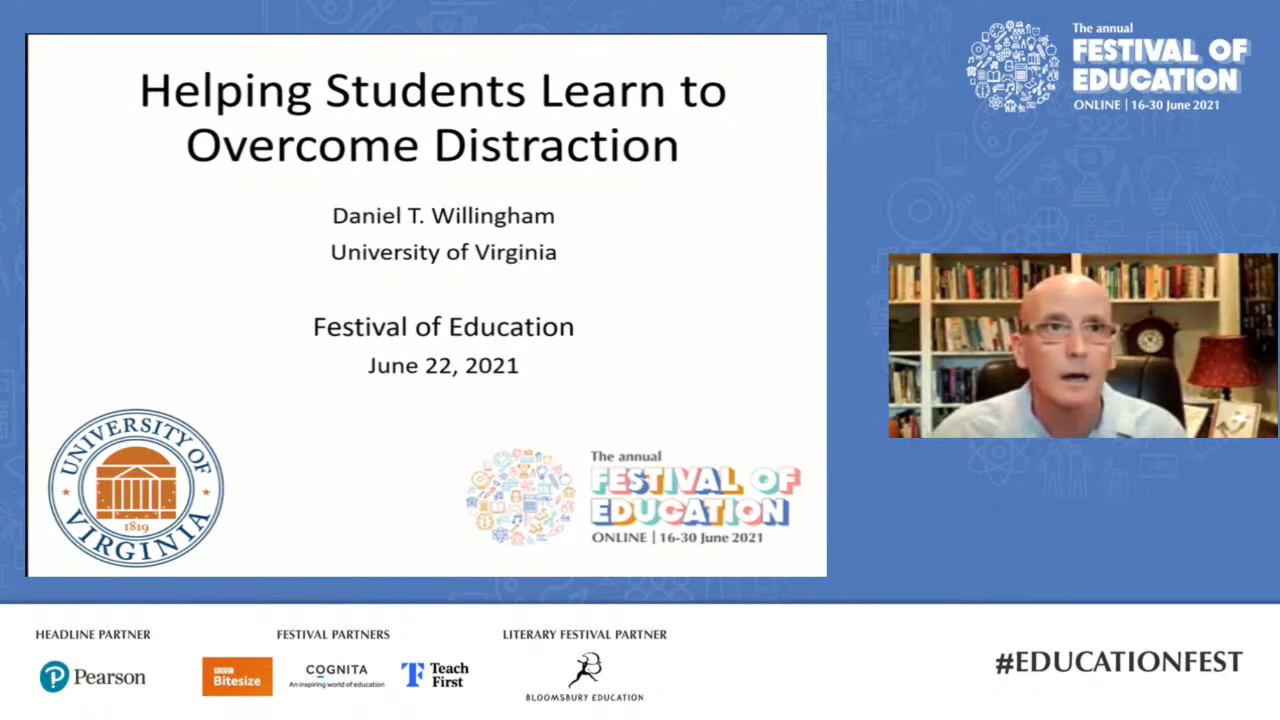 Helping Students Learn to
Overcome Distraction
Daniel T. Willingham
University of Virginia
Festival of Education
June 22, 2021
UNIVERSITY OF
VIRGINIA
1819
The annual
FESTIVAL OF
EDUCATION
ONLINE | 16-30 June 2021
The annual
FESTIVAL OF
EDUCATION
ONLINE | 16-30 June 2021
HEADLINE PARTNER
Pearson
FESTIVAL PARTNERS
BBC
Bitesize
COGNITA
An inspiring world of education
T
Teach
First
LITERARY FESTIVAL PARTNER
BLOOMSBURY EDUCATION
#EDUCATIONFEST